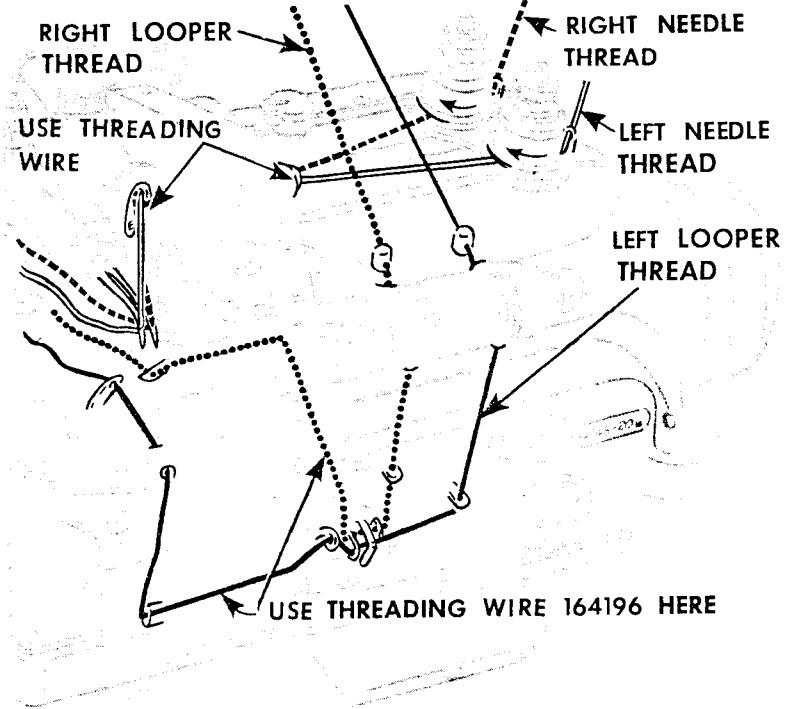 RIGHT LOOPER
THREAD
RIGHT NEEDLE
THREAD
USE THREADING
WIRE
LEFT NEEDLE
THREAD
LEFT LOOPER
THREAD
USE THREADING WIRE 164196 HERE